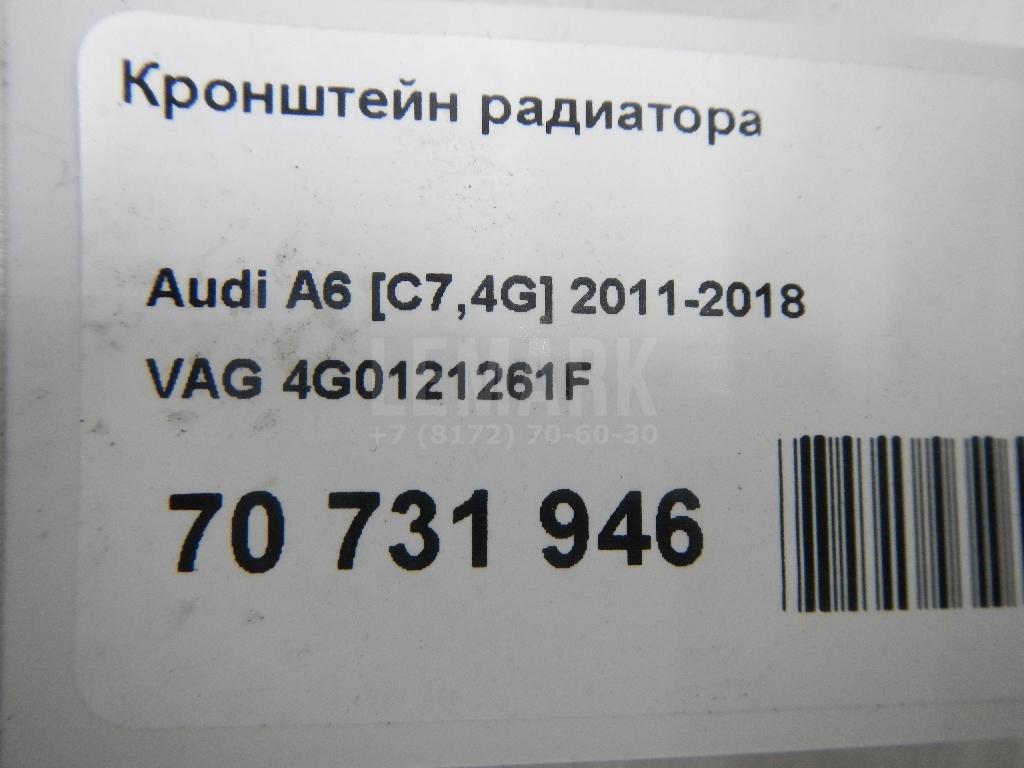 Кронштейн радиатора
Audi A6 [C7,4G] 2011-2018
VAG 4G0121261F
LEMARK
+7 (8172) 70-60-30
70 731 946